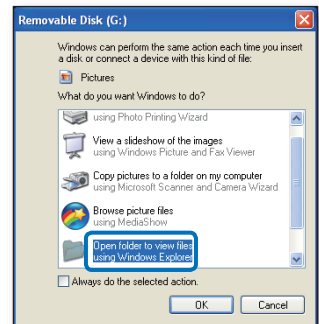 Removable Disk (G:)
Windows can perform the same action each time you insert
a disk or connect a device with this kind of file:
Pictures
What do you want Windows to do?
using Photo Printing Wizard
View a slideshow of the images
using Windows Picture and Fax Viewer
Copy pictures to a folder on my computer
using Microsoft Scanner and Camera Wizard
Browse picture files
using MediaShow
Open folder to view files
using Windows Explorer
Always do the selected action.
OK
Cancel